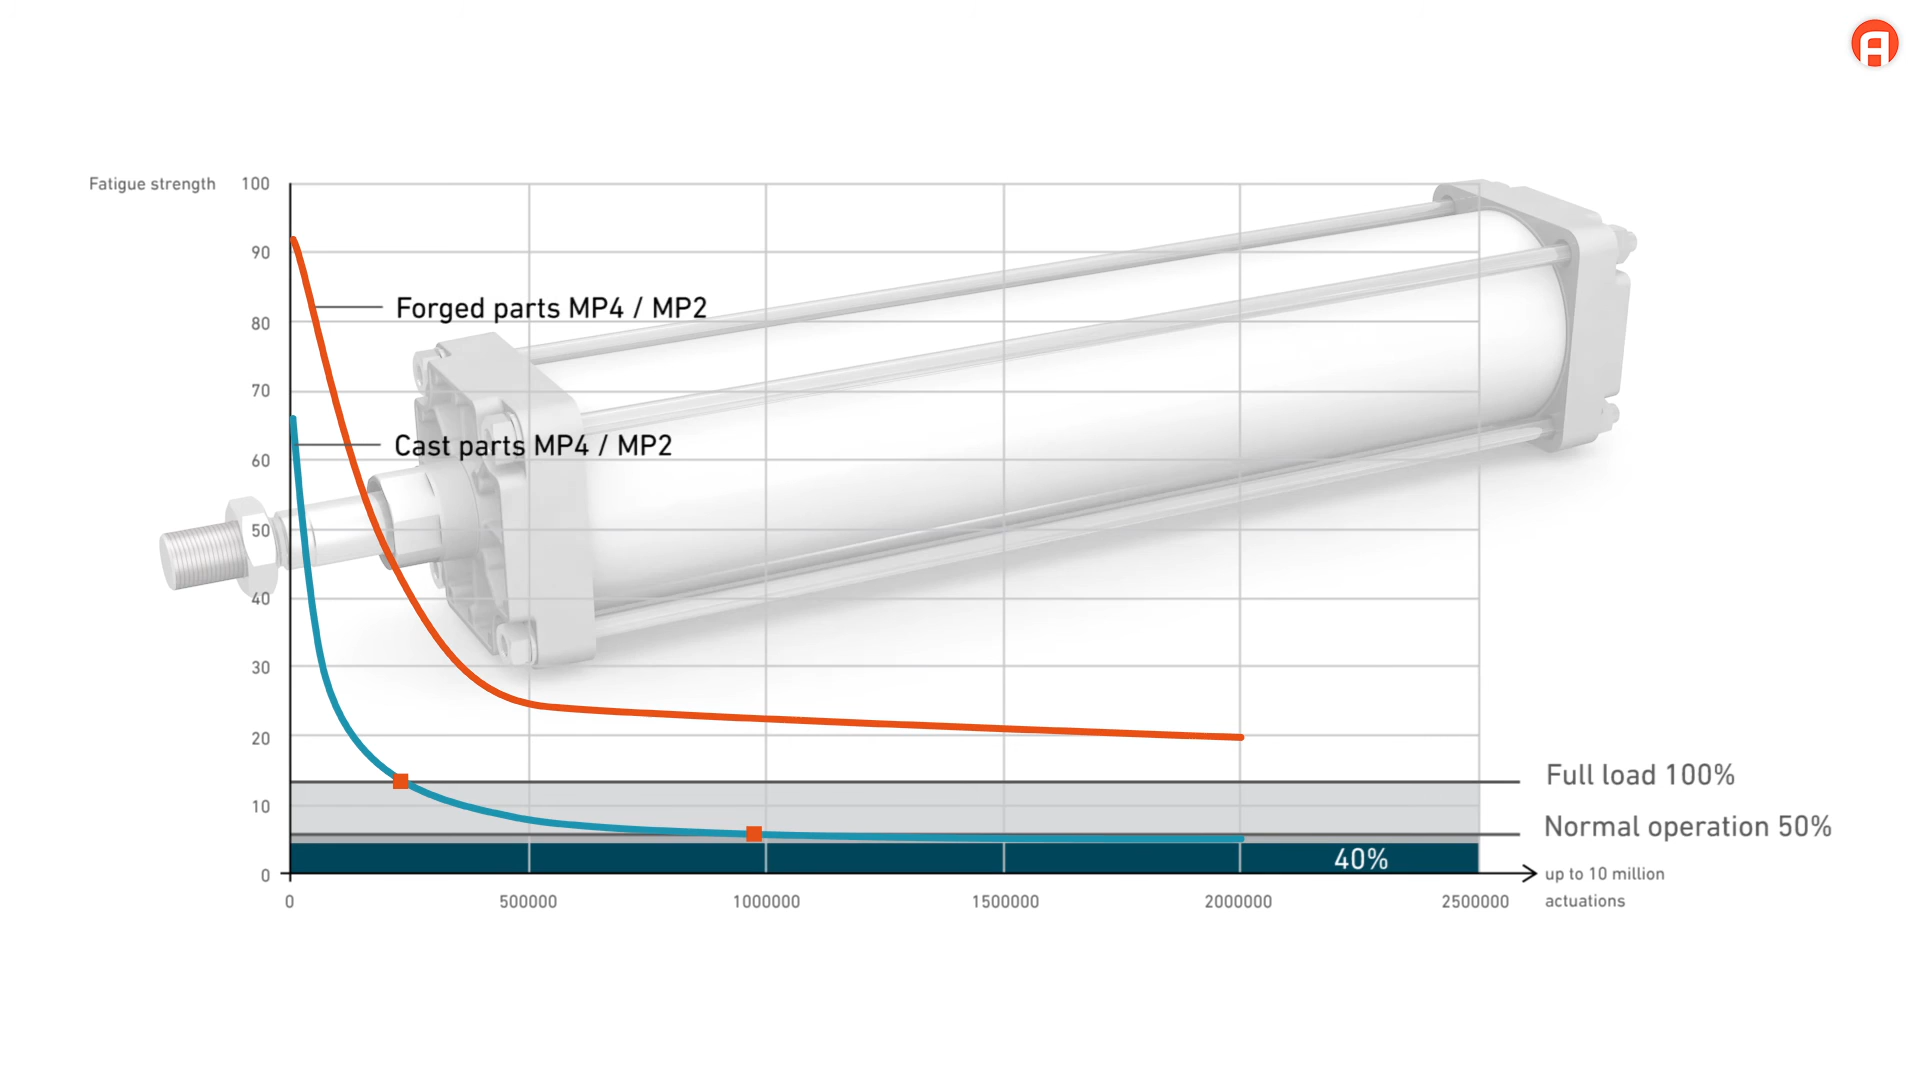 Fatigue strength 100
90
Forged parts MP4 / MP2
80
70
Cast parts MP4 / MP2
60
50
40
30
20
Full load 100%
10
Normal operation 50%
40%
0
up to 10 million
actuations
0 500000 1000000 1500000 2000000 2500000